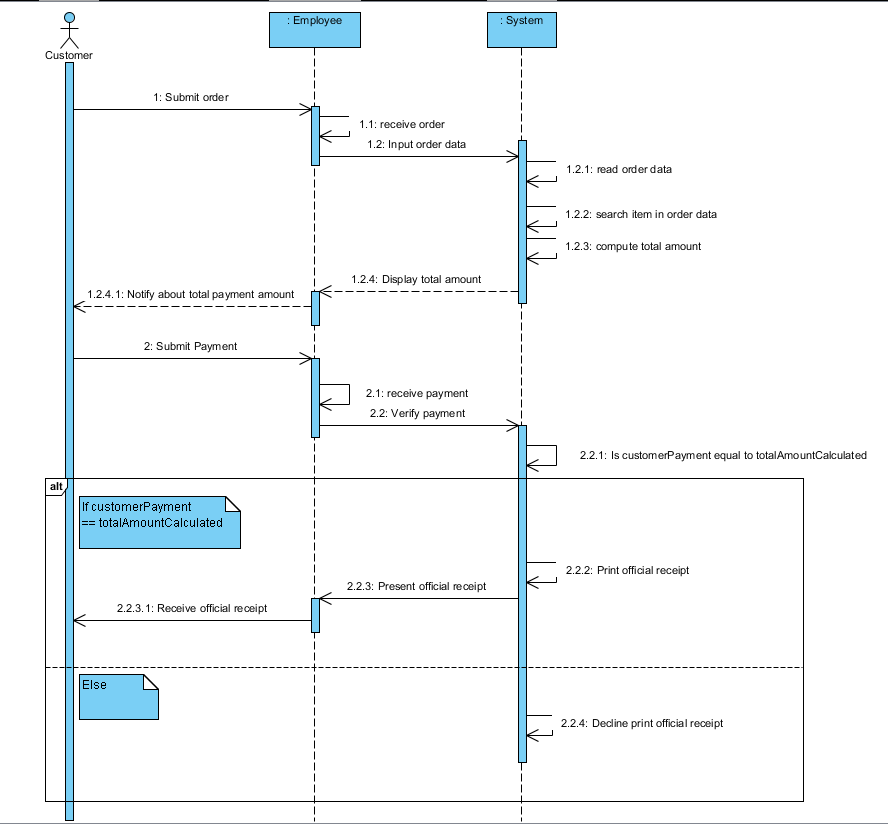 : Employee
: System
Customer
1: Submit order
1.1: receive order
1.2: Input order data
1.2.1: read order data
1.2.2: search item in order data
1.2.3: compute total amount
1.2.4: Display total amount
1.2.4.1: Notify about total payment amount
2: Submit Payment
2.1: receive payment
2.2: Verify payment
2.2.1: Is customerPayment equal to totalAmountCalculated
alt
If customerPayment
== totalAmountCalculated
2.2.2: Print official receipt
2.2.3: Present official receipt
2.2.3.1: Receive official receipt
Else
2.2.4: Decline print official receipt